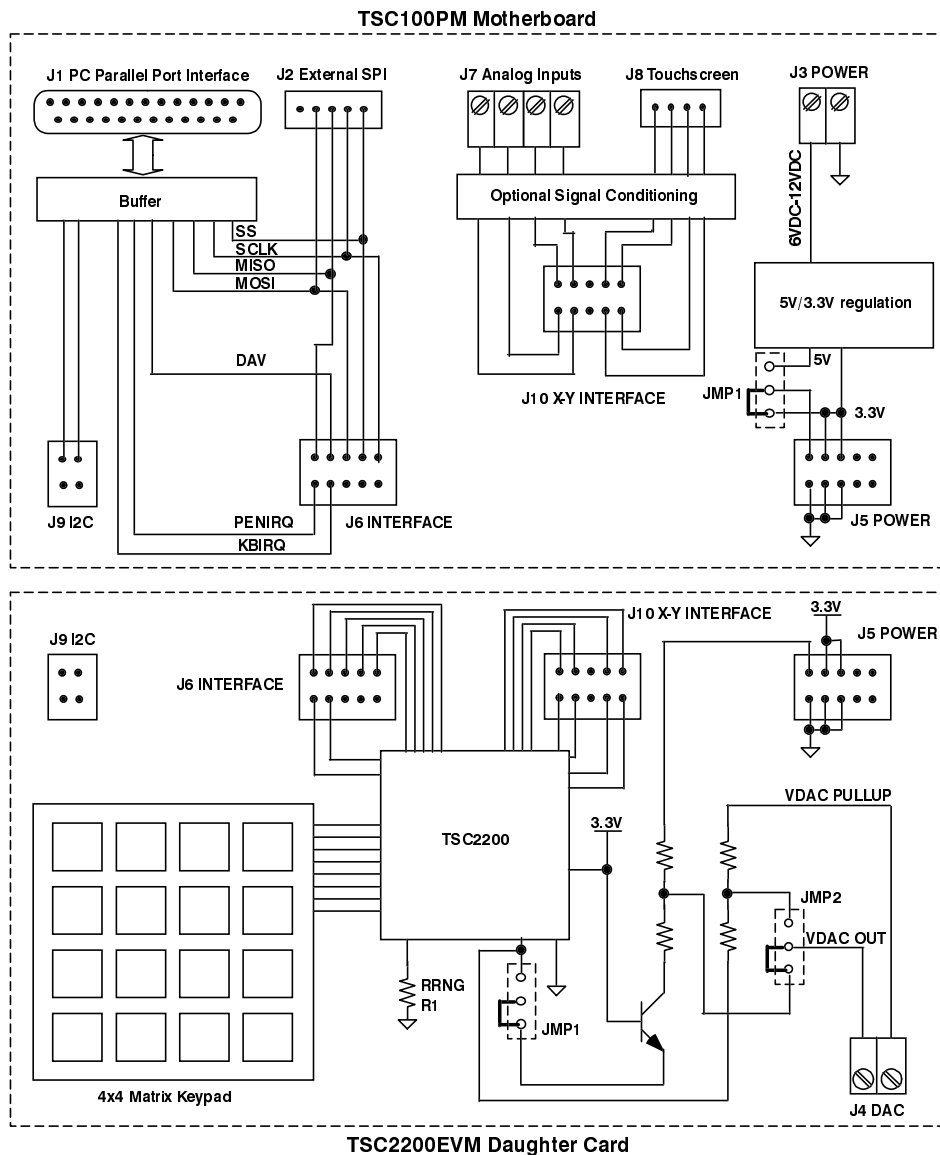 TSC100PM Motherboard
J1 PC Parallel Port Interface
J2 External SPI
J7 Analog Inputs
J8 Touchscreen
J3 POWER
6VDC-12VDC
Buffer
Optional Signal Conditioning
SS
SCLK
MISO
MOSI
5V/3.3V regulation
DAV
5V
JMP1
3.3V
J10 X-Y INTERFACE
J9 I2C
PENIRQ
J6 INTERFACE
J5 POWER
KBIRQ
J9 I2C
J6 INTERFACE
J10 X-Y INTERFACE
3.3V
J5 POWER
VDAC PULLUP
3.3V
TSC2200
JMP2
VDAC OUT
RRNG
R1
JMP1
4x4 Matrix Keypad
J4 DAC
TSC2200EVM Daughter Card